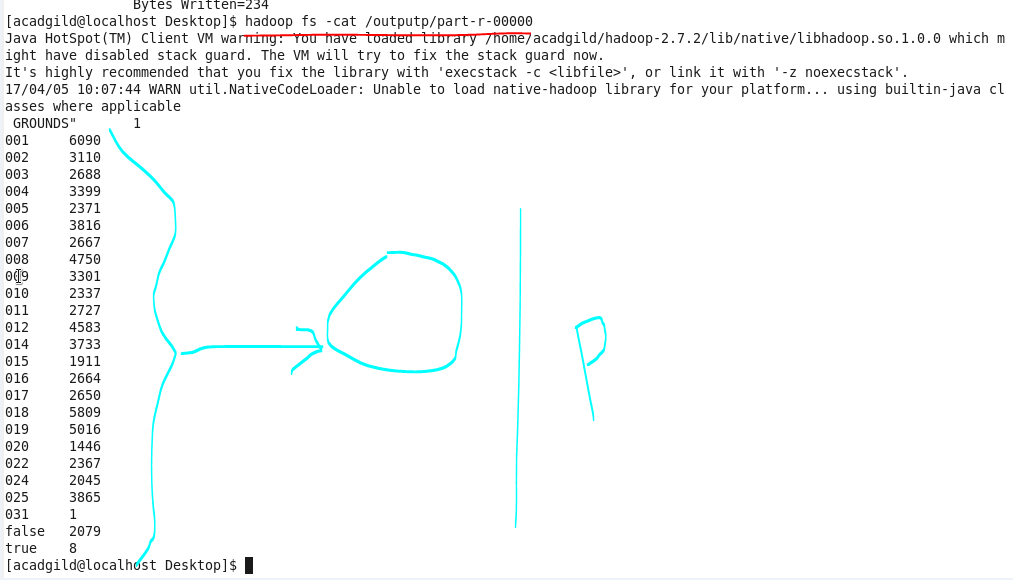 Bytes Written=234
[acadgild@localhost Desktop]$ hadoop fs -cat /outputp/part-r-00000
Java HotSpot(TM) Client VM warning: You have loaded library /home/acadgild/hadoop-2.7.2/lib/native/libhadoop.so.1.0.0 which m
ight have disabled stack guard. The VM will try to fix the stack guard now.
It's highly recommended that you fix the library with 'execstack -c <libfile>', or link it with '-z noexecstack'.
17/04/05 10:07:44 WARN util.NativeCodeLoader: Unable to load native-hadoop library for your platform... using builtin-java cl
asses where applicable
GROUNDS" 1
001 6090
002 3110
003 2688
004 3399
005 2371
006 3816
007 2667
008 4750
009 3301
010 2337
011 2727
012 4583
014 3733
015 1911
016 2664
017 2650
018 5809
019 5016
020 1446
022 2367
024 2045
025 3865
031 1
false 2079
true 8
[acadgild@localhost Desktop]$
O|P